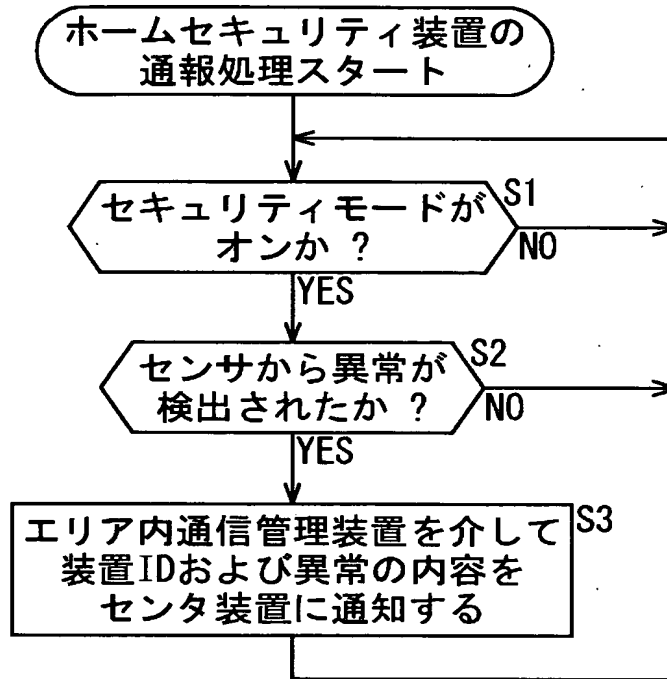 ホームセキュリティ装置の
通報処理スタート
セキュリティモードが
オンか ?
S1
NO
YES
センサから異常が
検出されたか ?
S2
NO
YES
エリア内通信管理装置を介して
装置IDおよび異常の内容を
センタ装置に通知する
S3